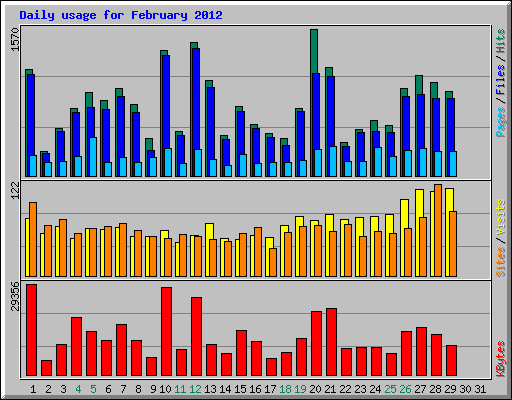 Daily usage for February 2012
1570
Pages / Files / Hits
122
Sites / Visits
29356
KBytes
1 2 3 4 5 6 7 8 9 10 11 12 13 14 15 16 17 18 19 20 21 22 23 24 25 26 27 28 29 30 31